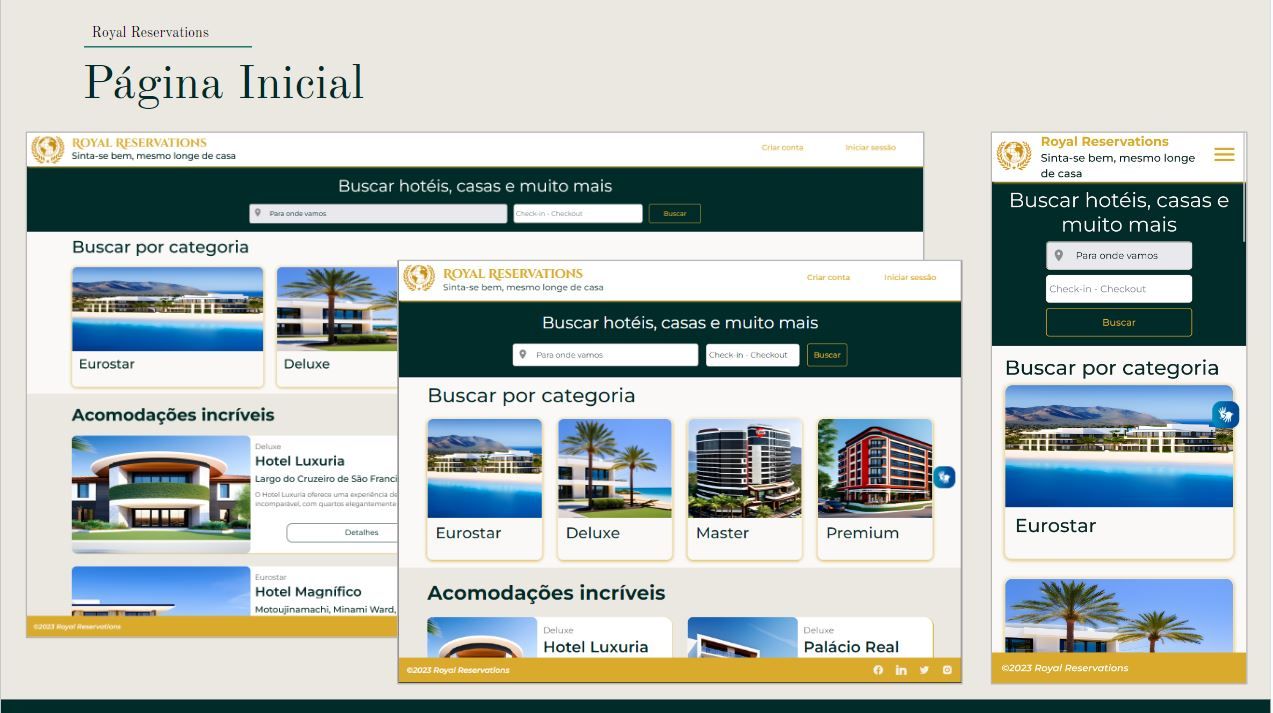 Royal Reservations
Página Inicial
ROYAL RESERVATIONS
Sinta-se bem, mesmo longe de casa
Criar conta
Iniciar sessão
Buscar hotéis, casas e muito mais
Para onde vamos
Check-in - Checkout
Buscar
Buscar por categoria
Eurostar
Deluxe
Acomodações incríveis
Deluxe
Hotel Luxuria
Largo do Cruzeiro de São Franci
O Hotel Luxuria oferece uma experiência de
incomparável, com quartos elegantemente
Detalhes
Eurostar
Hotel Magnífico
Motoujinamachi, Minami Ward,
©2023 Royal Reservations
ROYAL RESERVATIONS
Sinta-se bem, mesmo longe de casa
Criar conta
Iniciar sessão
Buscar hotéis, casas e muito mais
Para onde vamos
Check-in - Checkout
Buscar
Buscar por categoria
Eurostar
Deluxe
Master
Premium
Acomodações incríveis
Deluxe
Hotel Luxuria
Deluxe
Palácio Real
©2023 Royal Reservations
Royal Reservations
Sinta-se bem, mesmo longe
de casa
Buscar hotéis, casas e
muito mais
Para onde vamos
Check-in - Checkout
Buscar
Buscar por categoria
Eurostar
©2023 Royal Reservations